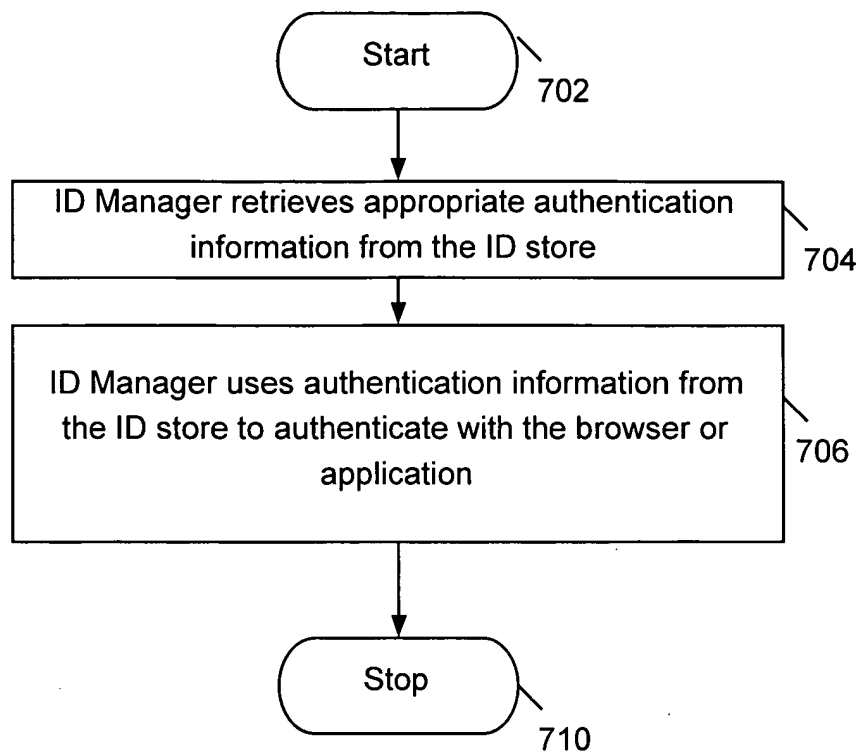 Start
702
ID Manager retrieves appropriate authentication
information from the ID store
704
ID Manager uses authentication information from
the ID store to authenticate with the browser or
application
706
Stop
710